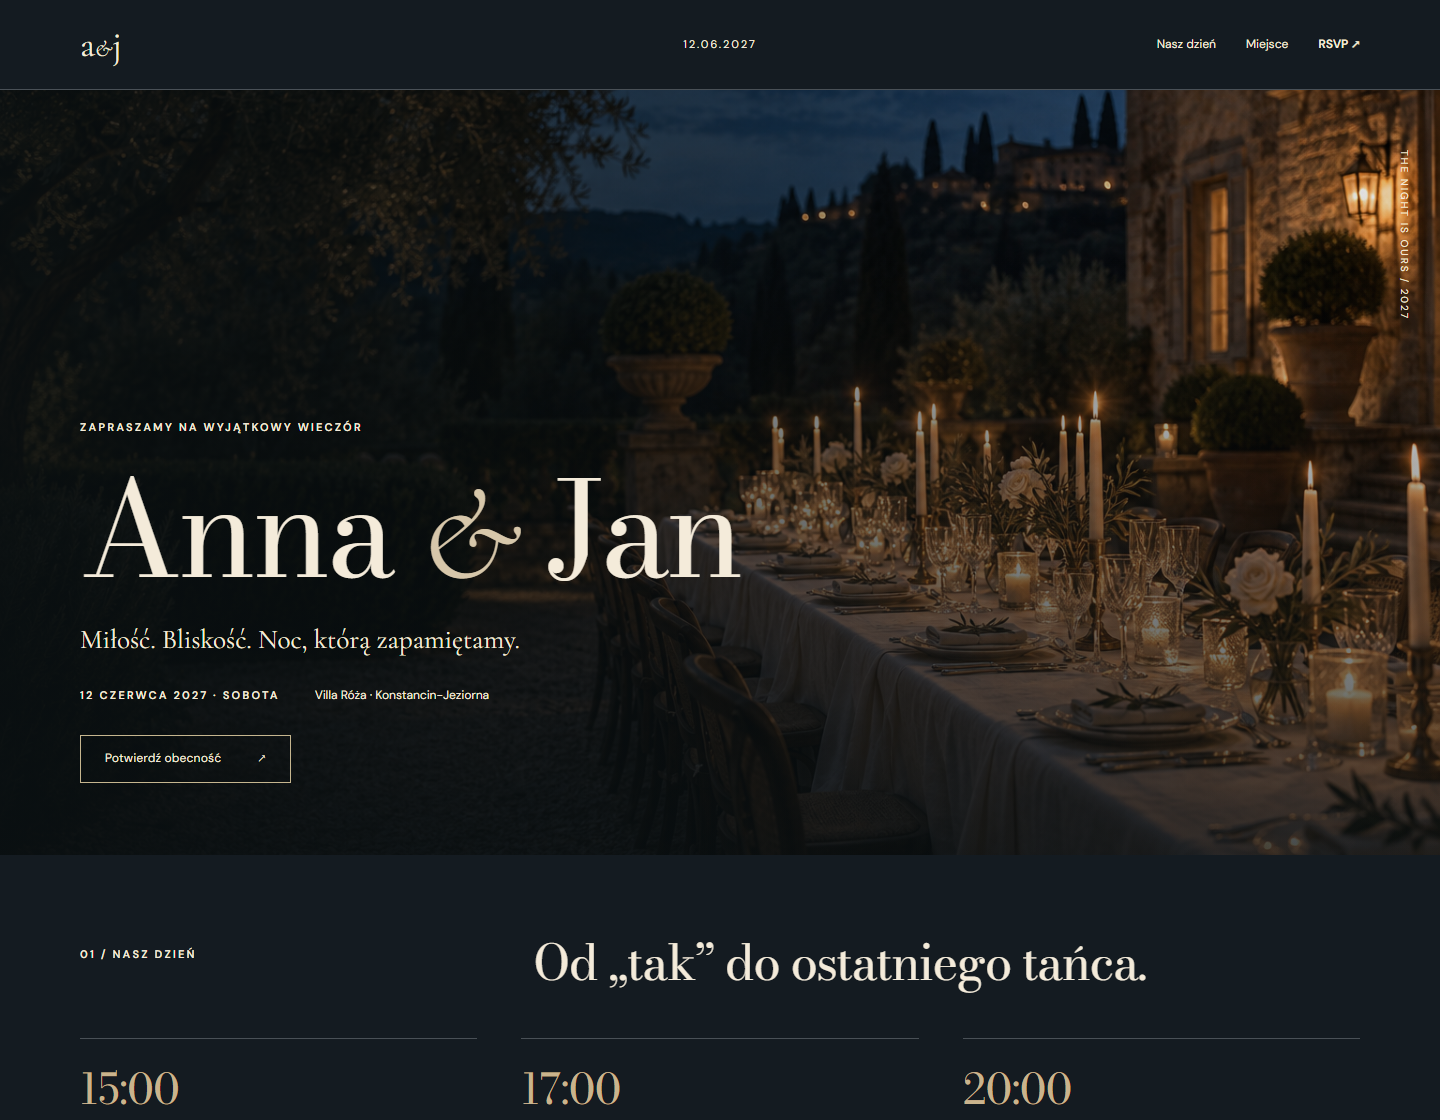 a&j
12.06.2027
Nasz dzień
Miejsce
RSVP ↗
THE NIGHT IS OURS / 2027
ZAPRASZAMY NA WYJĄTKOWY WIECZÓR
Anna & Jan
Miłość. Bliskość. Noc, którą zapamiętamy.
12 CZERWCA 2027 · SOBOTA
Villa Róża · Konstancin-Jeziorna
Potwierdź obecność ↗
01 / NASZ DZIEŃ
Od „tak” do ostatniego tańca.
15:00
17:00
20:00